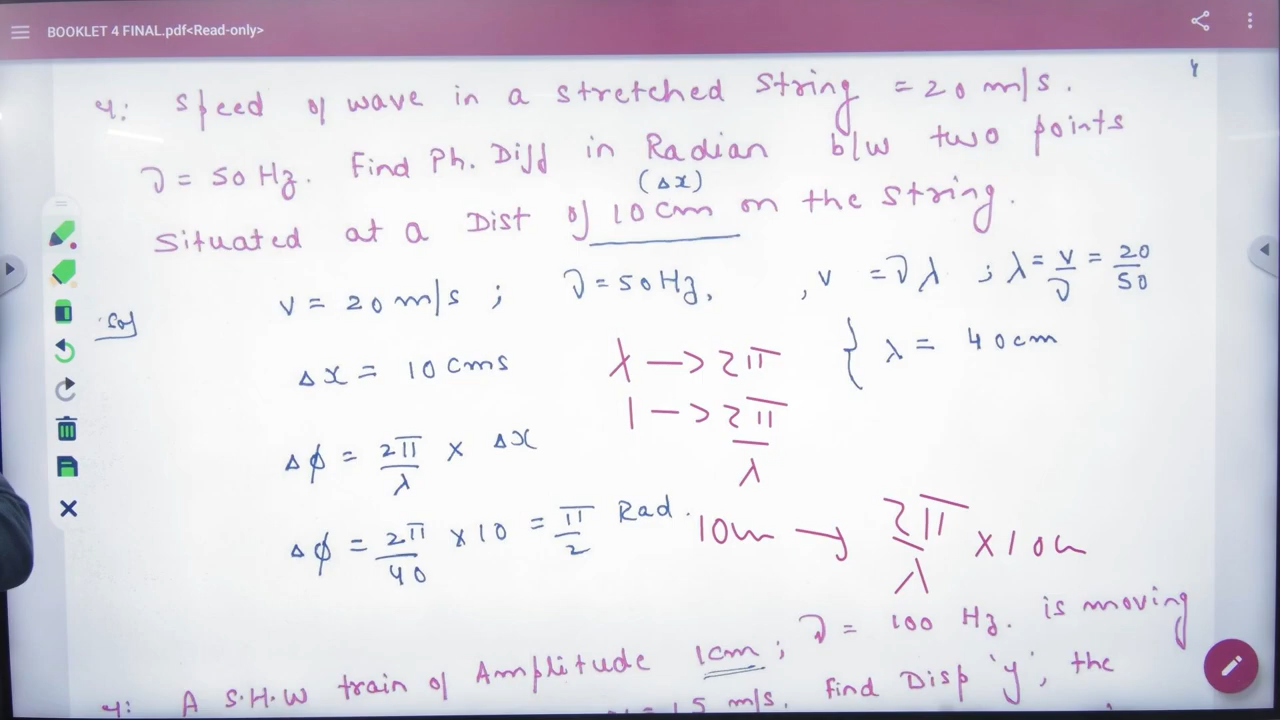 BOOKLET 4 FINAL.pdf<Read-only>
4: Speed of wave in a stretched string = 20 m/s.
ν = 50 Hz. Find Ph. Diff in Radian b/w two points
(Δx)
Situated at a Dist of 10 cm on the string.
Sol V = 20 m/s ; ν = 50 Hz, , v = νλ ; λ = v/ν = 20/50
Δx = 10 cms λ → 2π { λ = 40 cm
1 → 2π/λ
Δϕ = 2π/λ × Δx
Δϕ = 2π/40 × 10 = π/2 Rad. 10cm → 2π/λ × 10cm
4: A S.H.W train of Amplitude 1cm ; ν = 100 Hz. is moving
= 15 m/s. find Disp 'y', the